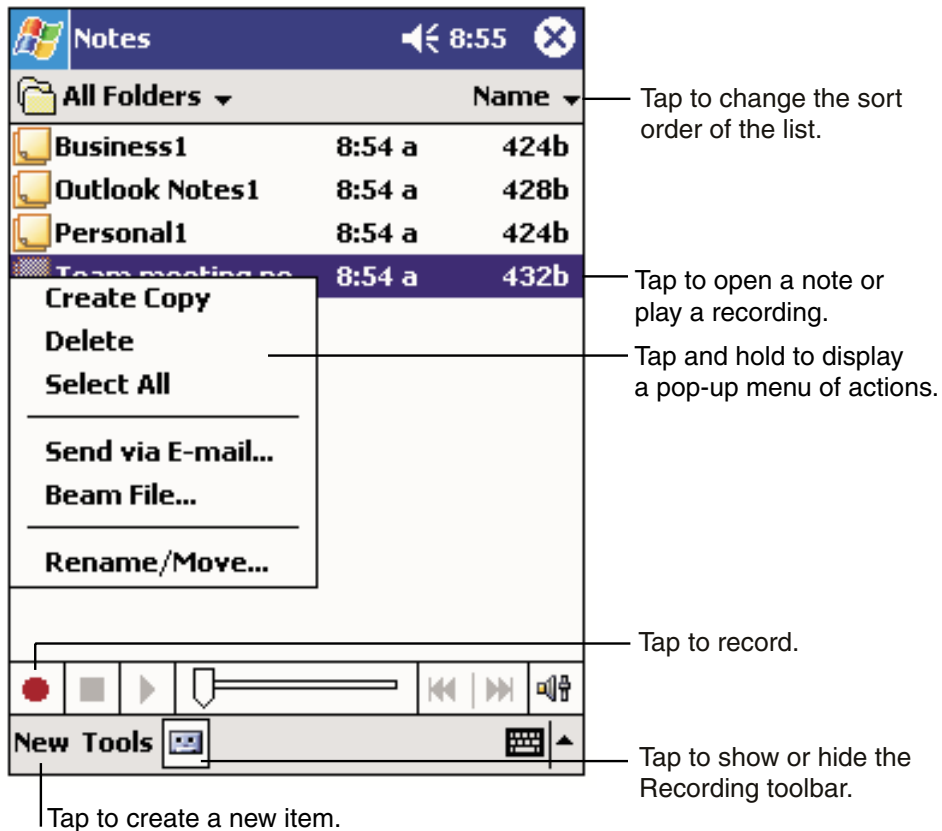 Notes 8:55
All Folders Name
Tap to change the sort
order of the list.
Business1 8:54 a 424b
Outlook Notes1 8:54 a 428b
Personal1 8:54 a 424b
Team meeting no 8:54 a 432b
Tap to open a note or
play a recording.
Create Copy
Delete
Select All
Tap and hold to display
a pop-up menu of actions.
Send via E-mail...
Beam File...
Rename/Move...
Tap to record.
New Tools
Tap to show or hide the
Recording toolbar.
Tap to create a new item.